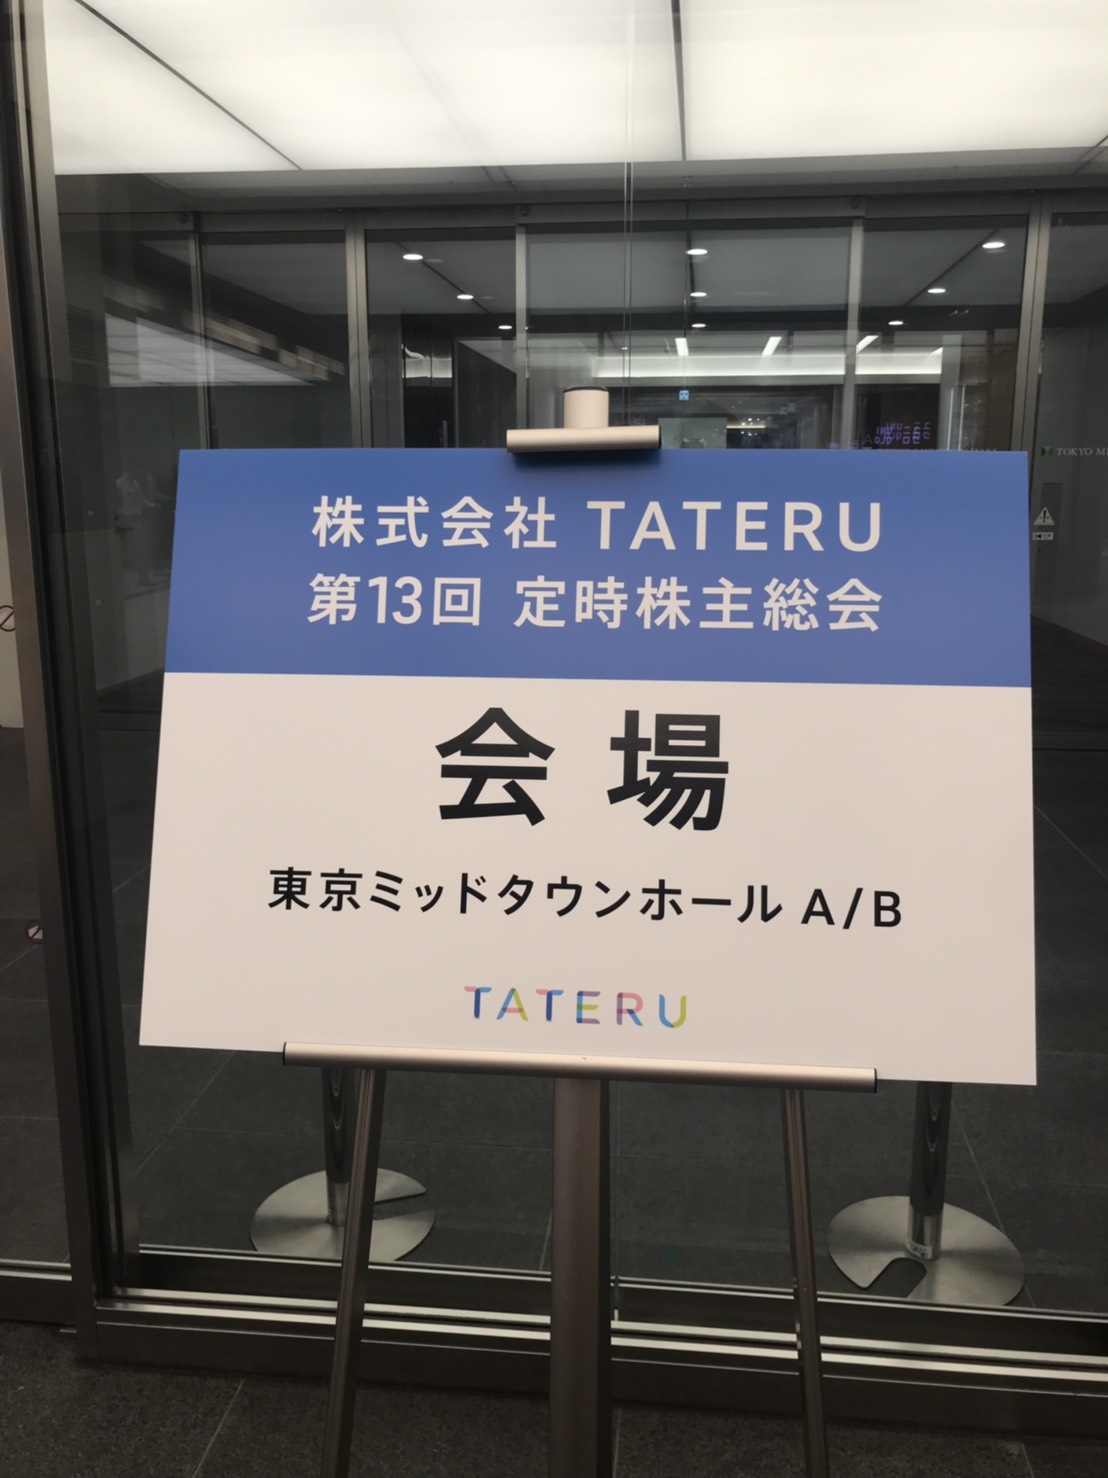 株式会社 TATERU
第13回 定時株主総会
会場
東京ミッドタウンホール A/B
TATERU